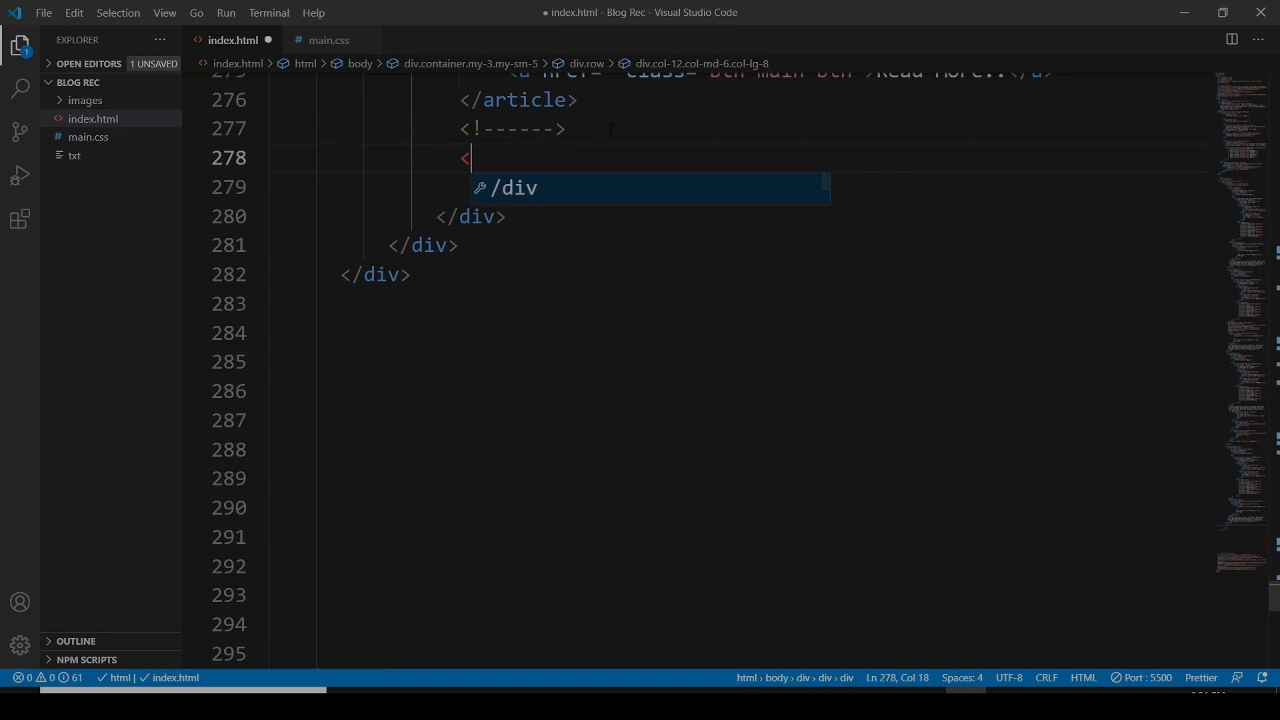 File Edit Selection View Go Run Terminal Help
● index.html - Blog Rec - Visual Studio Code
EXPLORER ···
<> index.html ●
# main.css
OPEN EDITORS 1 UNSAVED
<> index.html > html > body > div.container.my-3.my-sm-5 > div.row > div.col-12.col-md-6.col-lg-8
BLOG REC
images
<> index.html
# main.css
txt
1
275 <a href="" class="btn main-btn">Read More..</a>
276 </article>
277 <!------>
278 <
/div
279
280 </div>
281 </div>
282 </div>
283
284
285
286
287
288
289
290
291
292
293
294
295
OUTLINE
NPM SCRIPTS
0 0 61 ✓ html | ✓ index.html
html › body › div › div › div Ln 278, Col 18 Spaces: 4 UTF-8 CRLF HTML Port : 5500 Prettier